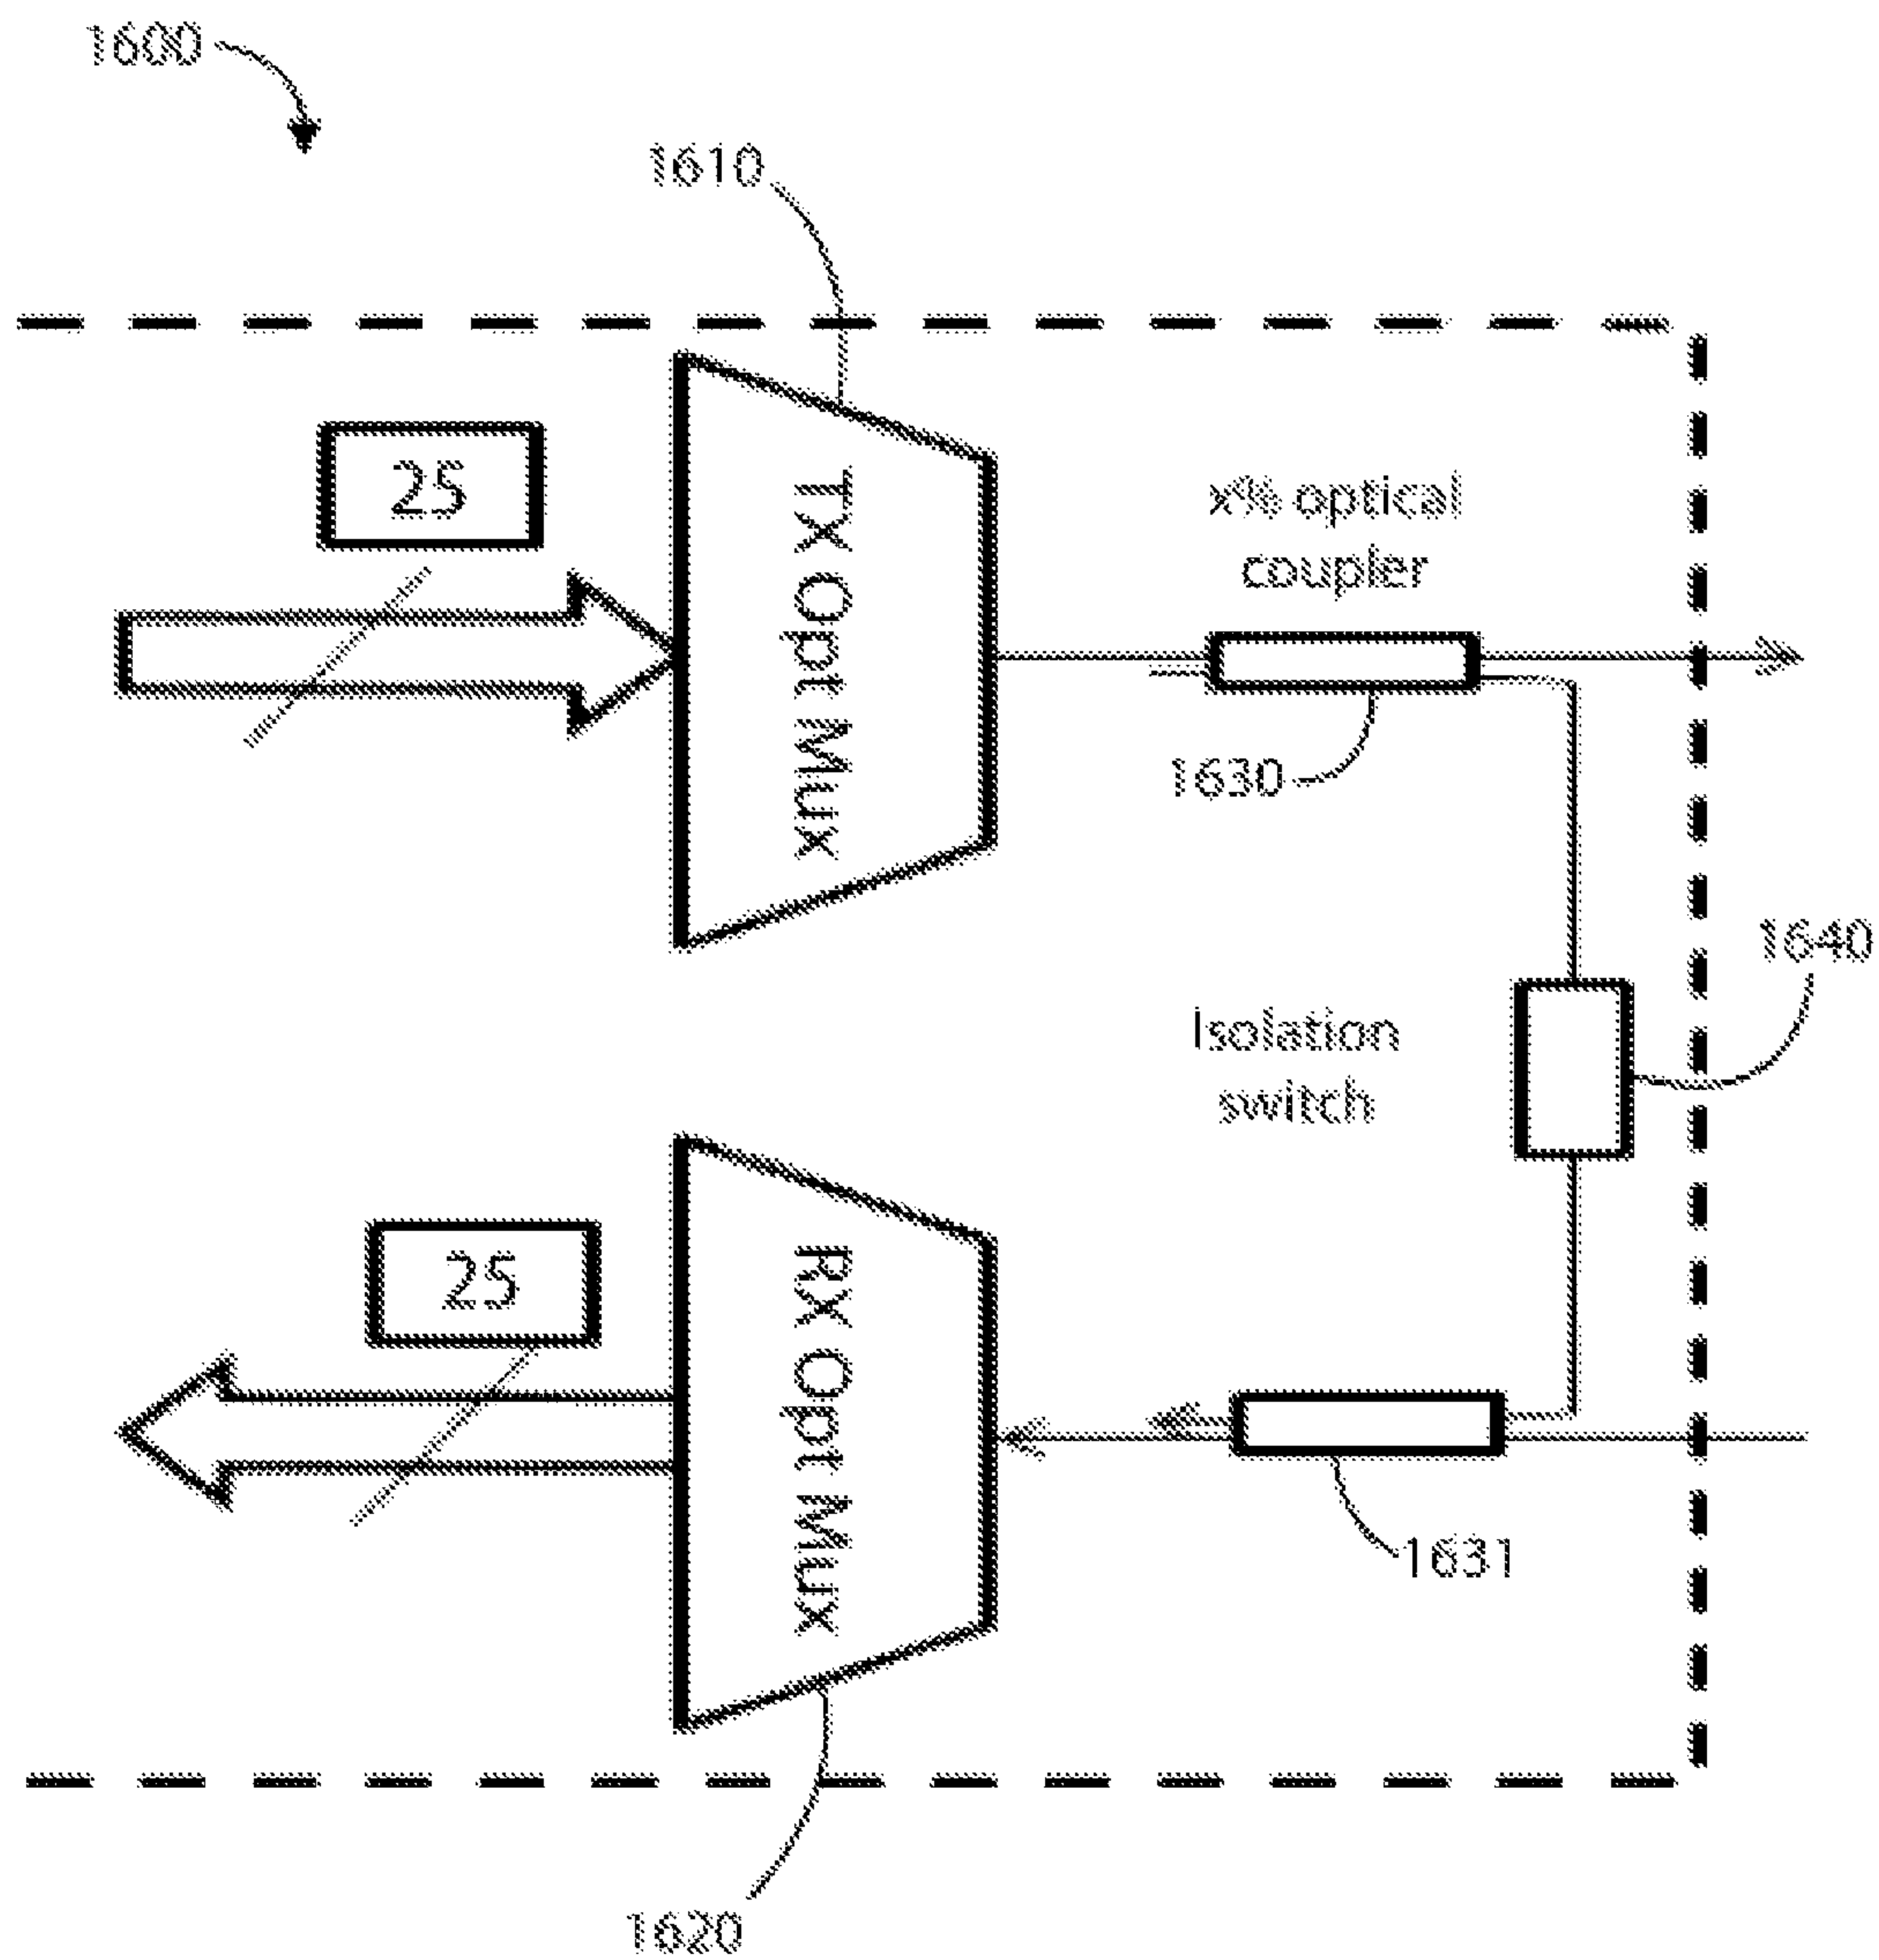 1600
1610
25
TX Opt Mux
x% optical
coupler
1630
1640
Isolation
switch
25
RX Opt Mux
1631
1620